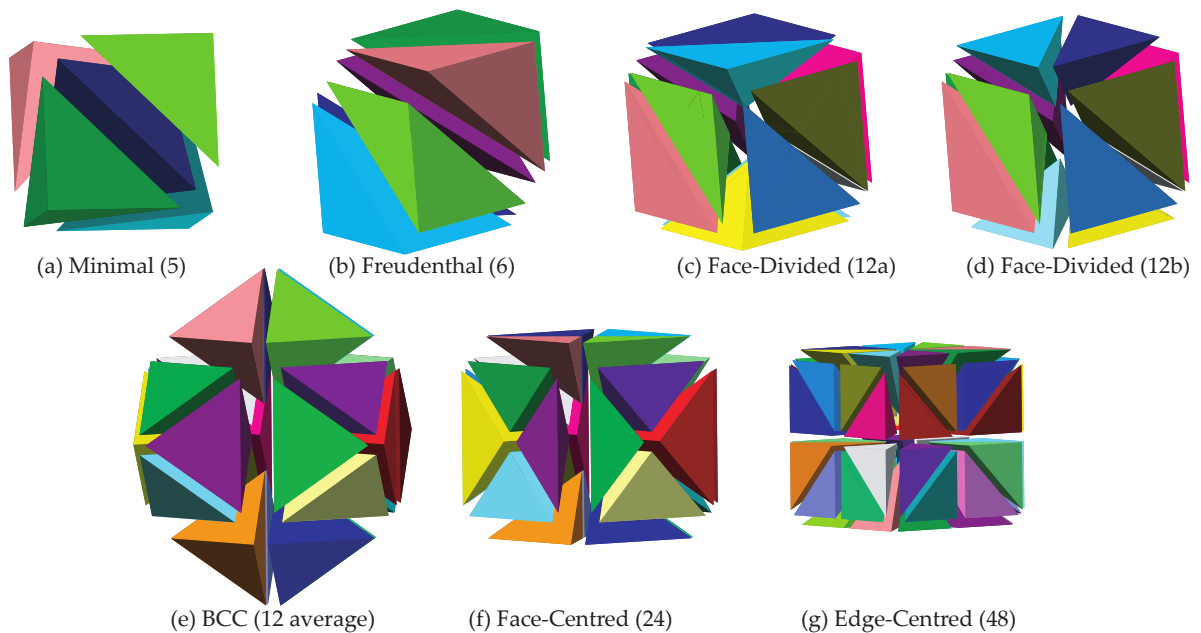 (a) Minimal (5)
(b) Freudenthal (6)
(c) Face-Divided (12a)
(d) Face-Divided (12b)
(e) BCC (12 average)
(f) Face-Centred (24)
(g) Edge-Centred (48)